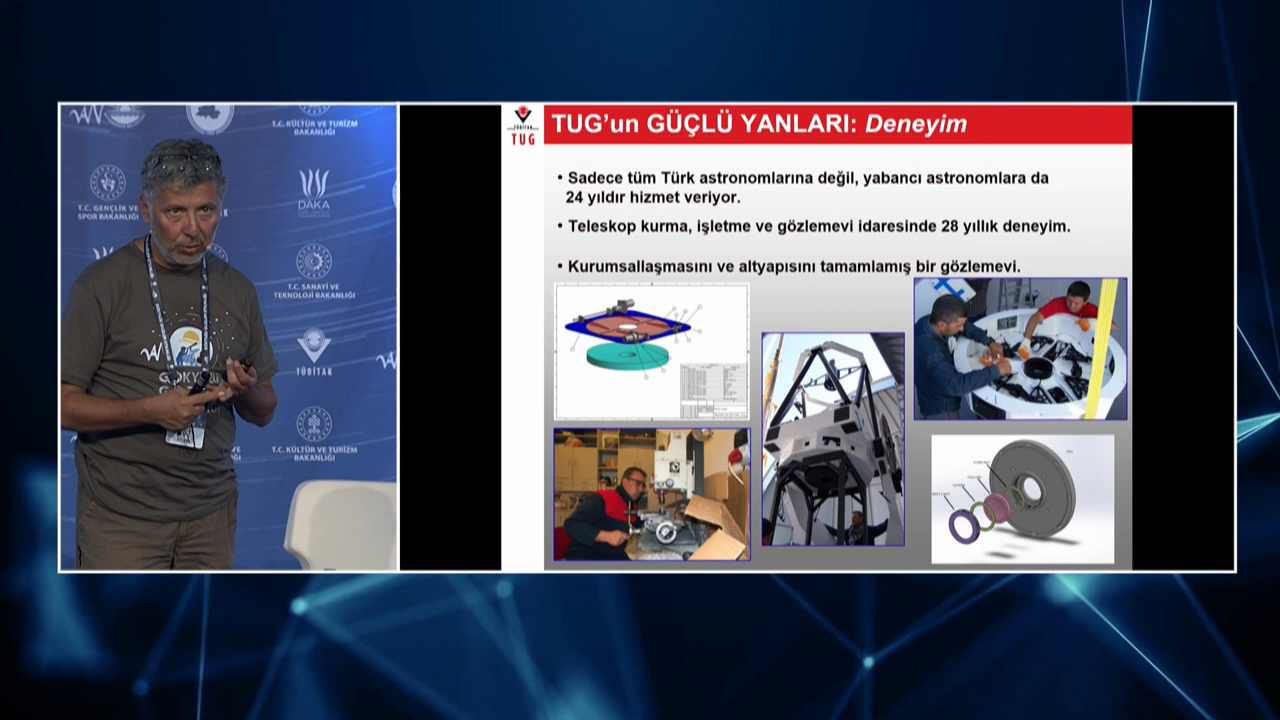 VAN
T.C. KÜLTÜR VE TURİZM
BAKANLIĞI
T.C. GENÇLİK VE
SPOR BAKANLIĞI
DAKA
T.C. SANAYİ VE
TEKNOLOJİ BAKANLIĞI
TÜBİTAK
T.C. KÜLTÜR VE TURİZM
BAKANLIĞI
TÜBİTAK
TUG
TUG'un GÜÇLÜ YANLARI: Deneyim
• Sadece tüm Türk astronomlarına değil, yabancı astronomlara da
24 yıldır hizmet veriyor.
• Teleskop kurma, işletme ve gözlemevi idaresinde 28 yıllık deneyim.
• Kurumsallaşmasını ve altyapısını tamamlamış bir gözlemevi.